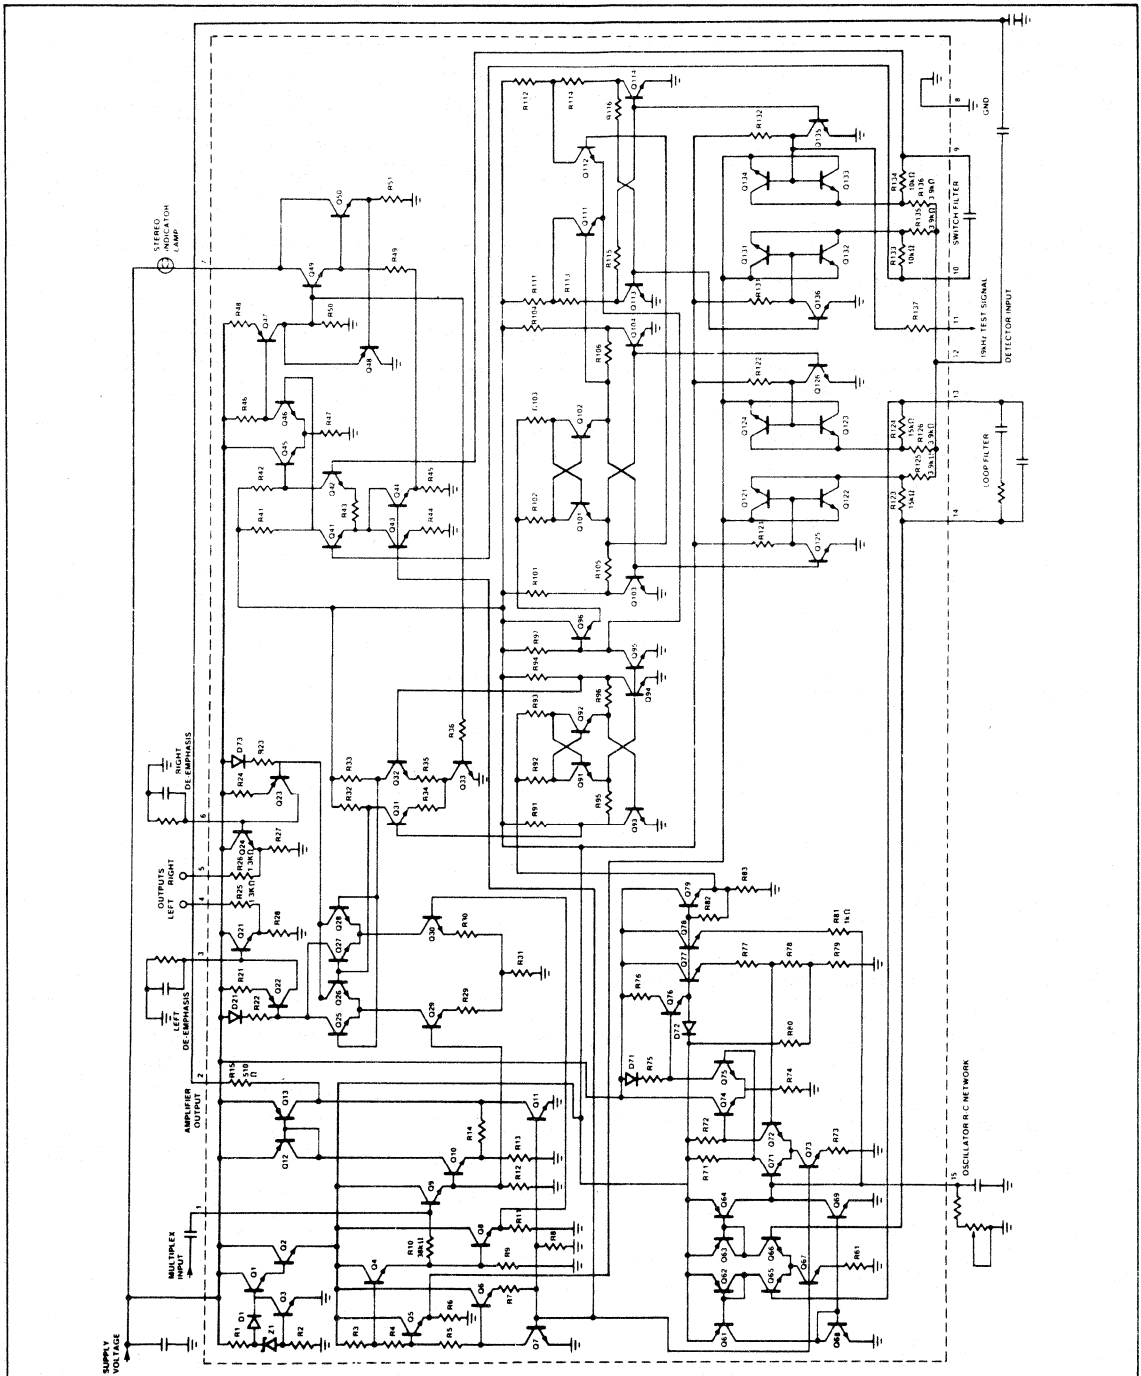 SUPPLY
VOLTAGE
MULTIPLEX
INPUT
1
AMPLIFIER
OUTPUT
2
LEFT
DE-EMPHASIS
3
OUTPUTS
LEFT
4
RIGHT
5
RIGHT
DE-EMPHASIS
6
STEREO
INDICATOR
LAMP
7
R1
D1
Z1
R2
Q1
Q3
Q2
R3
R4
Q4
Q5
R5
R6
Q6
R7
Q7
R8
R9
Q8
R10
38kΩ
R11
Q9
Q10
R12
R13
R14
Q11
Q12
Q13
R15
510
Ω
D21
R22
R21
Q22
Q21
R28
R25
1.3KΩ
R26
1.3KΩ
Q24
R27
R24
Q23
D73
R23
Q25
Q26
Q27
Q28
Q29
Q30
R29
R30
R31
R32
R33
Q31
Q32
R34
R35
Q33
R36
R41
R42
Q41
Q42
R43
Q43
Q44
R44
R45
Q45
Q46
R46
R47
Q47
R48
Q48
R50
Q49
R49
Q50
R51
Q61
Q62
Q63
Q64
Q65
Q66
Q67
R61
Q68
Q69
R71
R72
Q71
Q72
Q73
R73
Q74
Q75
R74
D71
R75
D72
Q76
R76
R80
Q77
Q78
Q79
R77
R78
R79
R81
1kΩ
R82
R83
R91
R92
R93
Q91
Q92
R95
R96
Q93
Q94
R94
R97
Q95
Q96
R101
R102
R103
Q101
Q102
R105
R106
Q103
Q104
R104
R111
R113
Q111
Q112
R115
R116
Q113
Q114
R112
R114
Q121
Q122
Q125
R123
15kΩ
R125
3.9kΩ
R126
3.9kΩ
R124
15kΩ
Q124
Q123
R122
Q126
R131
Q136
Q131
Q132
R133
10kΩ
R135
3.9kΩ
R136
3.9kΩ
R134
10kΩ
Q134
Q133
R132
Q135
R137
15
OSCILLATOR R-C NETWORK
14
LOOP FILTER
13
12
DETECTOR INPUT
11
19kHz TEST SIGNAL
10
SWITCH FILTER
9
8
GND